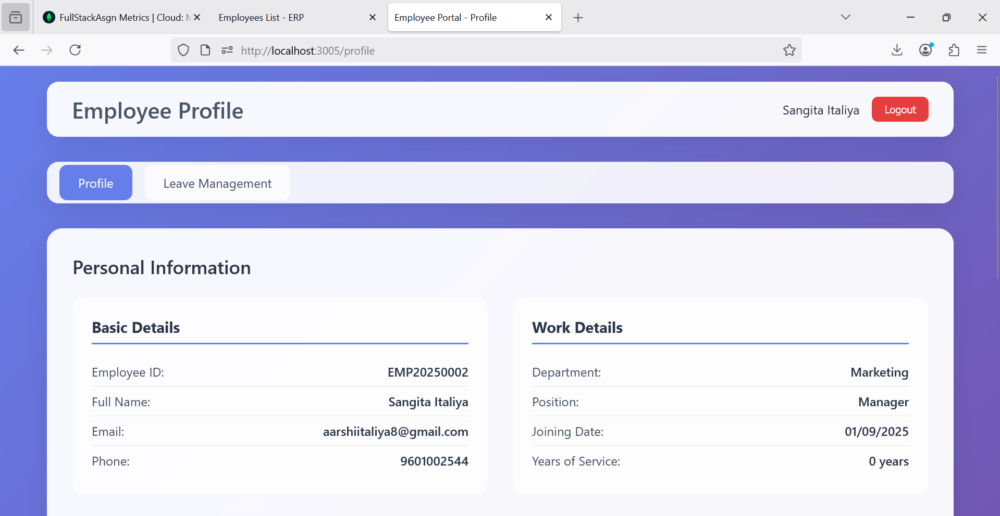 FullStackAsgn Metrics | Cloud: M
Employees List - ERP
Employee Portal - Profile
http://localhost:3005/profile
Employee Profile
Sangita Italiya
Logout
Profile
Leave Management
Personal Information
Basic Details
Employee ID: EMP20250002
Full Name: Sangita Italiya
Email: aarshiitaliya8@gmail.com
Phone: 9601002544
Work Details
Department: Marketing
Position: Manager
Joining Date: 01/09/2025
Years of Service: 0 years